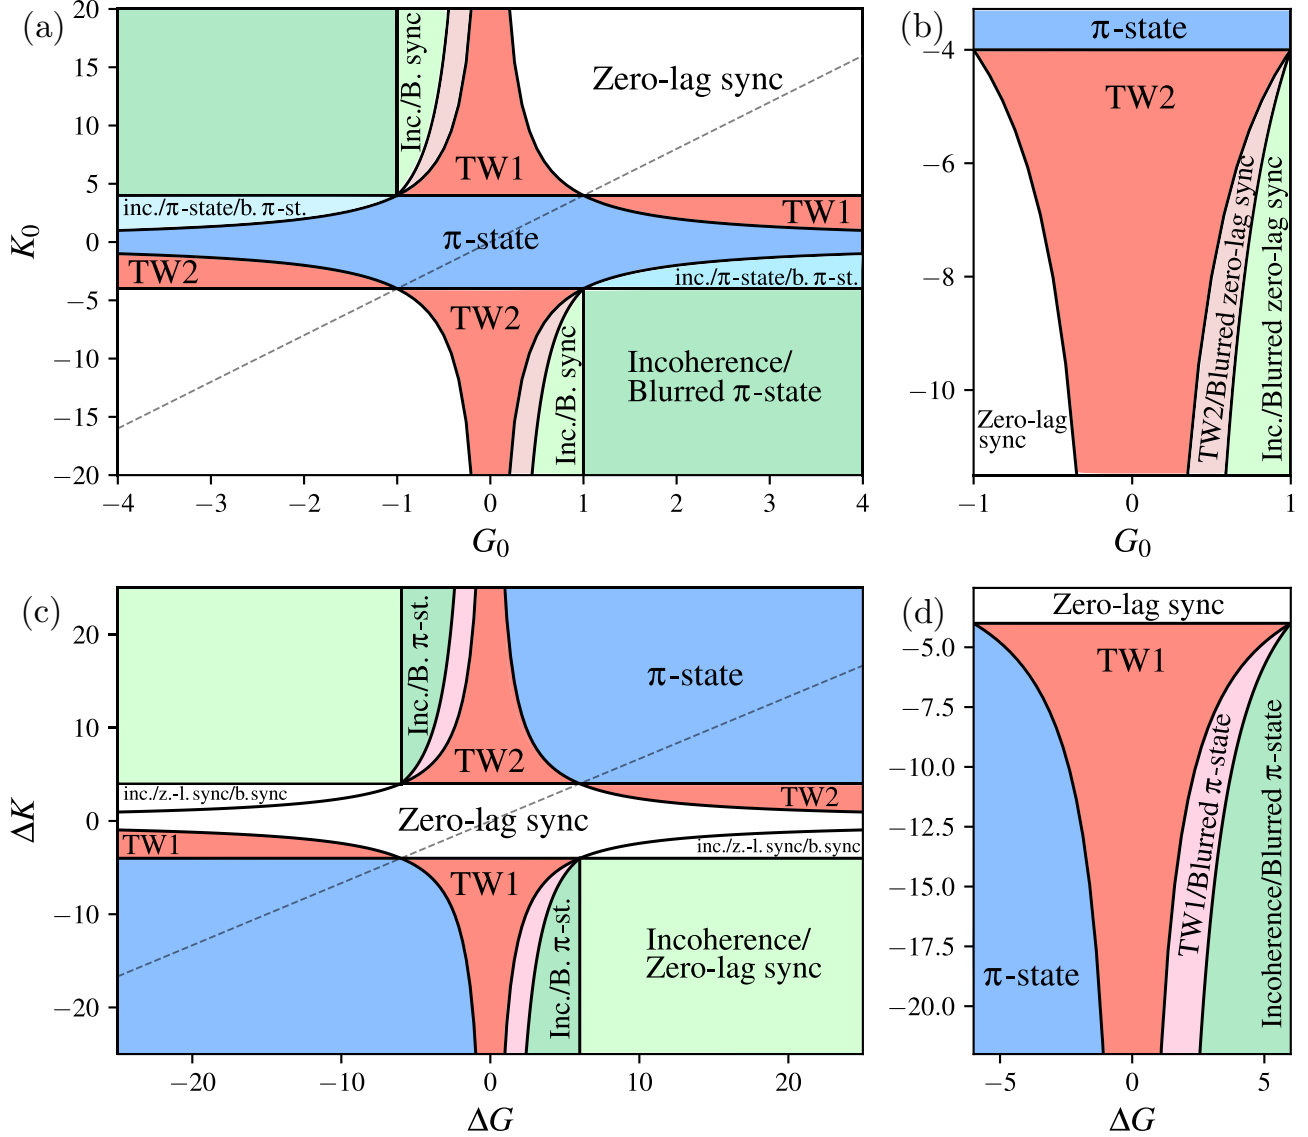 (a)
20
15
10
5
0
−5
−10
−15
−20
K0
Inc./B. sync
Zero-lag sync
TW1
inc./π-state/b. π-st.
TW1
π-state
TW2
inc./π-state/b. π-st.
TW2
Inc./B. sync
Incoherence/
Blurred π-state
−4
−3
−2
−1
0
1
2
3
4
G0
(b)
−4
−6
−8
−10
π-state
TW2
TW2/Blurred zero-lag sync
Inc./Blurred zero-lag sync
Zero-lag
sync
−1
0
1
G0
(c)
20
10
0
−10
−20
ΔK
Inc./B. π-st.
π-state
TW2
inc./z.-l. sync/b.sync
TW2
Zero-lag sync
TW1
inc./z.-l. sync/b.sync
TW1
Inc./B. π-st.
Incoherence/
Zero-lag sync
−20
−10
0
10
20
ΔG
(d)
−5.0
−7.5
−10.0
−12.5
−15.0
−17.5
−20.0
Zero-lag sync
TW1
TW1/Blurred π-state
Incoherence/Blurred π-state
π-state
−5
0
5
ΔG